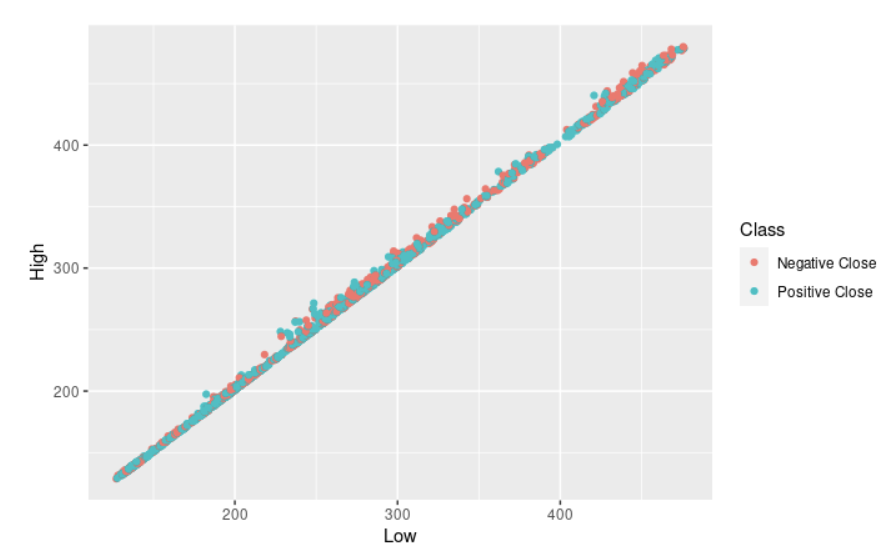 400
300
200
High
200 300 400
Low
Class
Negative Close
Positive Close